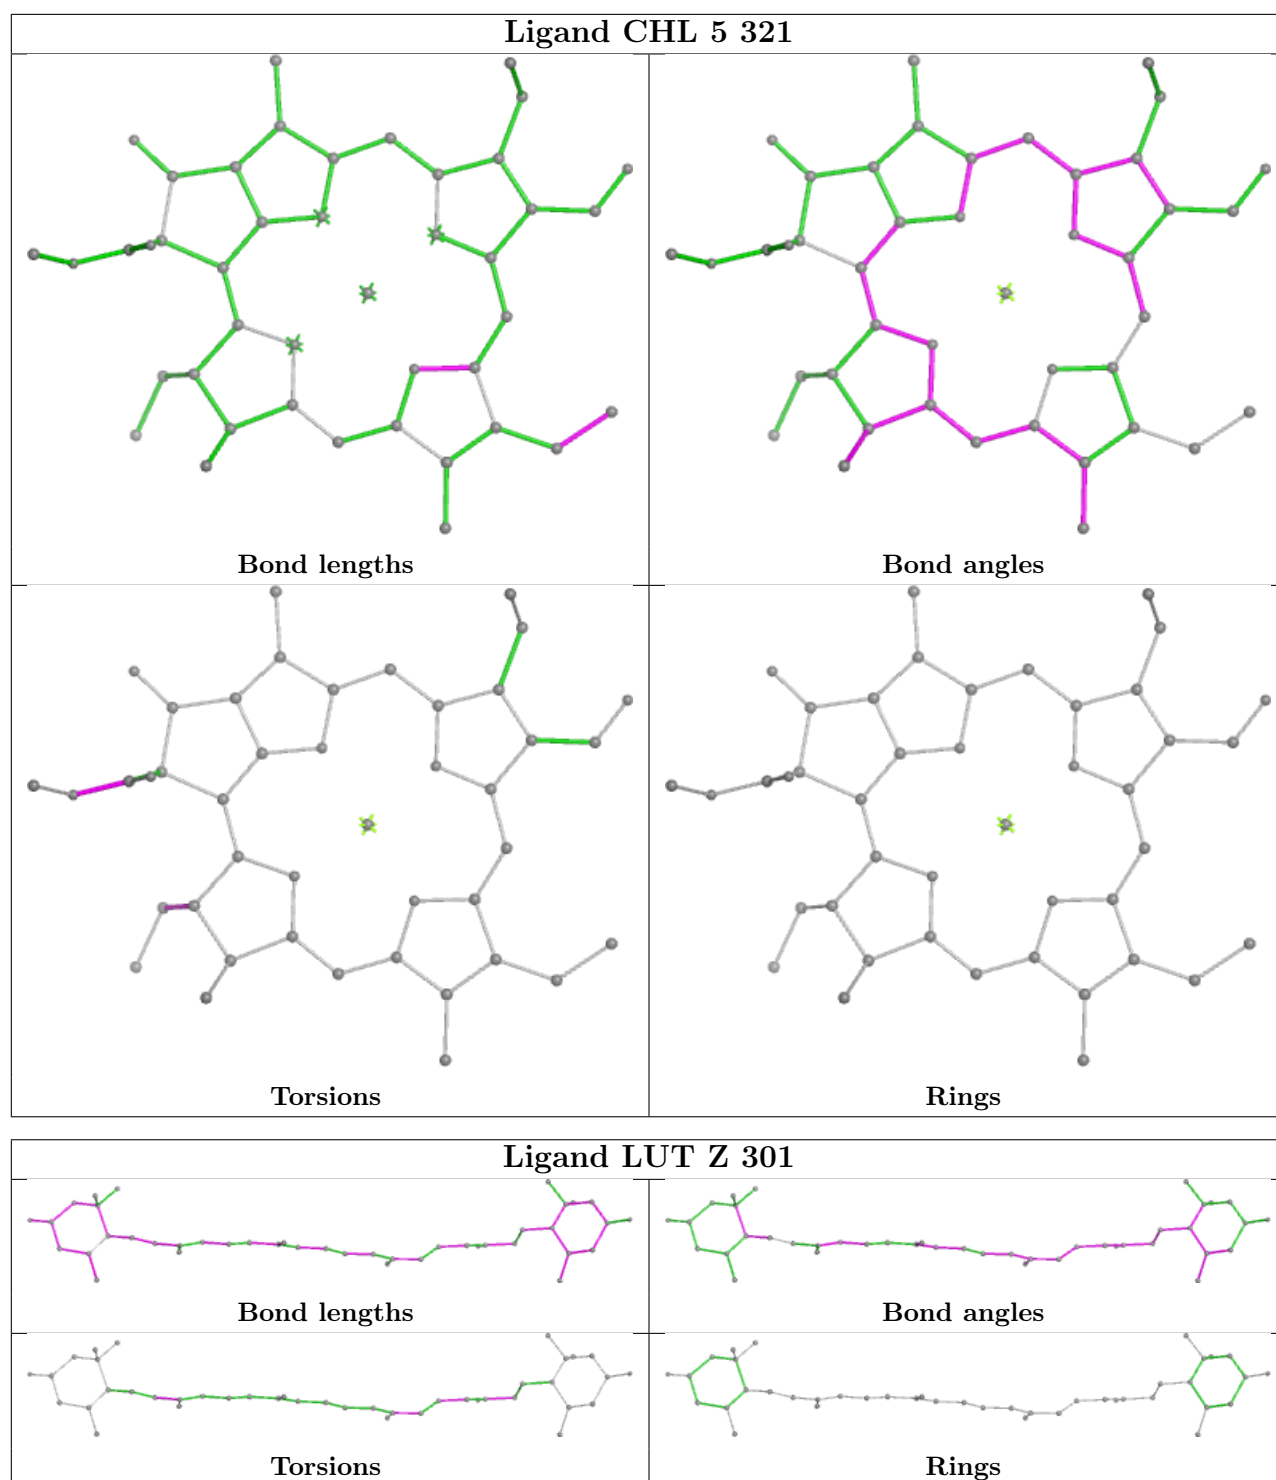 Ligand CHL 5 321
Bond lengths
Bond angles
Torsions
Rings
Ligand LUT Z 301
Bond lengths
Bond angles
Torsions
Rings